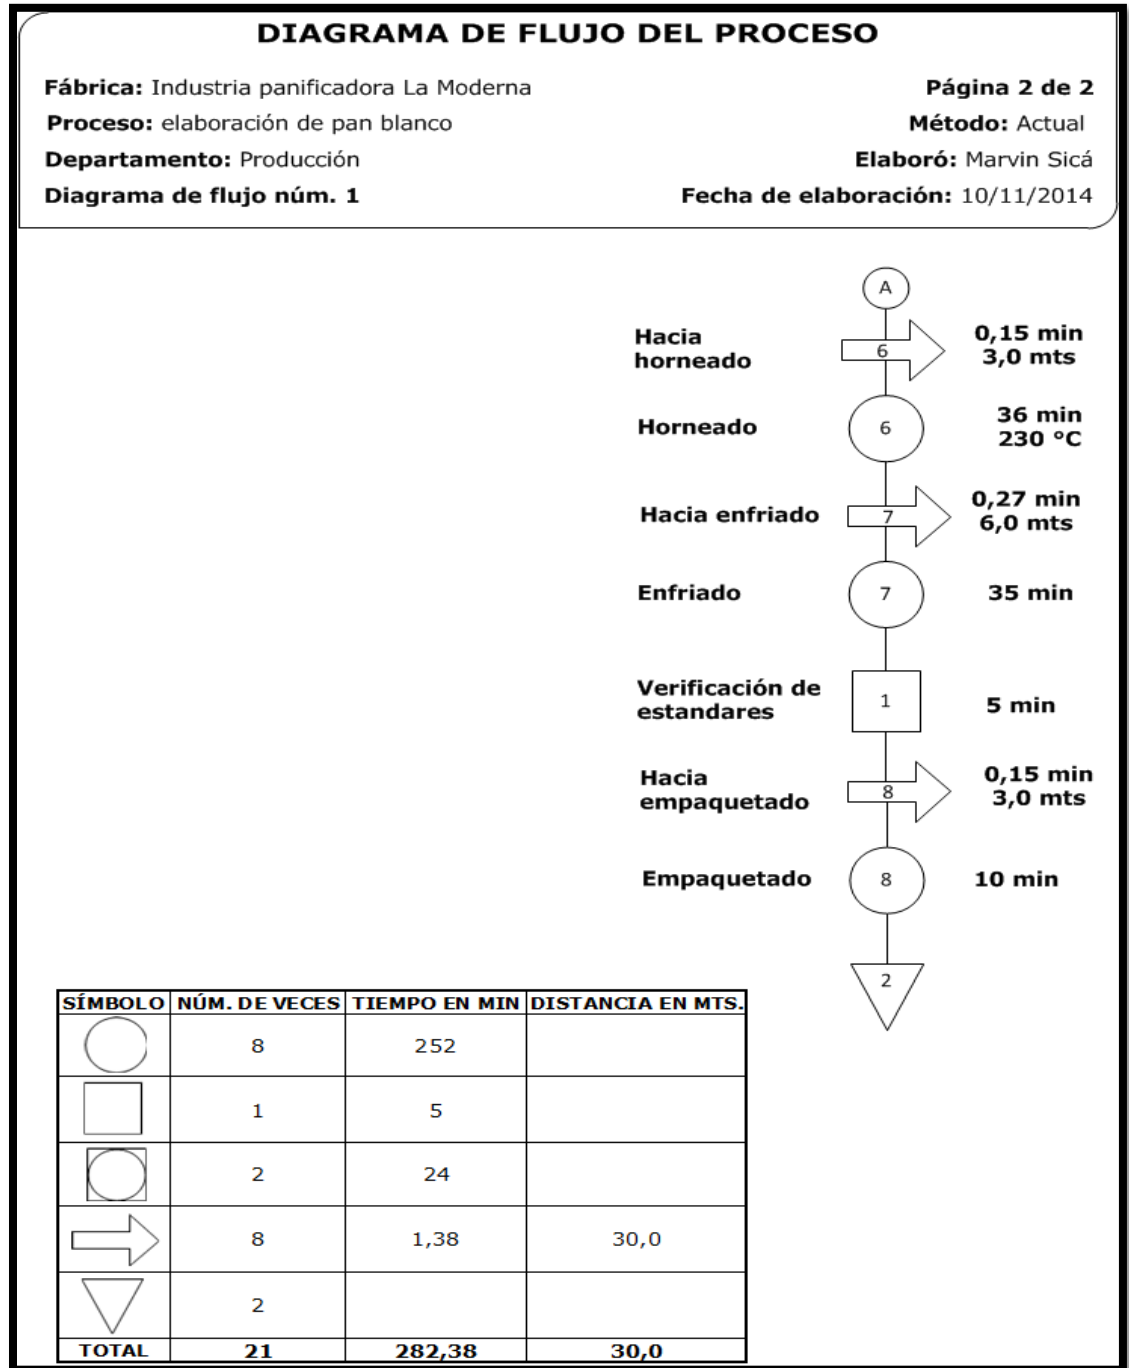 DIAGRAMA DE FLUJO DEL PROCESO
Fábrica: Industria panificadora La Moderna
Página 2 de 2
Proceso: elaboración de pan blanco
Método: Actual
Departamento: Producción
Elaboró: Marvin Sicá
Diagrama de flujo núm. 1
Fecha de elaboración: 10/11/2014
A
Hacia
horneado
6
0,15 min
3,0 mts
Horneado
6
36 min
230 °C
Hacia enfriado
7
0,27 min
6,0 mts
Enfriado
7
35 min
Verificación de
estandares
1
5 min
Hacia
empaquetado
8
0,15 min
3,0 mts
Empaquetado
8
10 min
2
SÍMBOLO NÚM. DE VECES TIEMPO EN MIN DISTANCIA EN MTS.
8 252
1 5
2 24
8 1,38 30,0
2
TOTAL 21 282,38 30,0